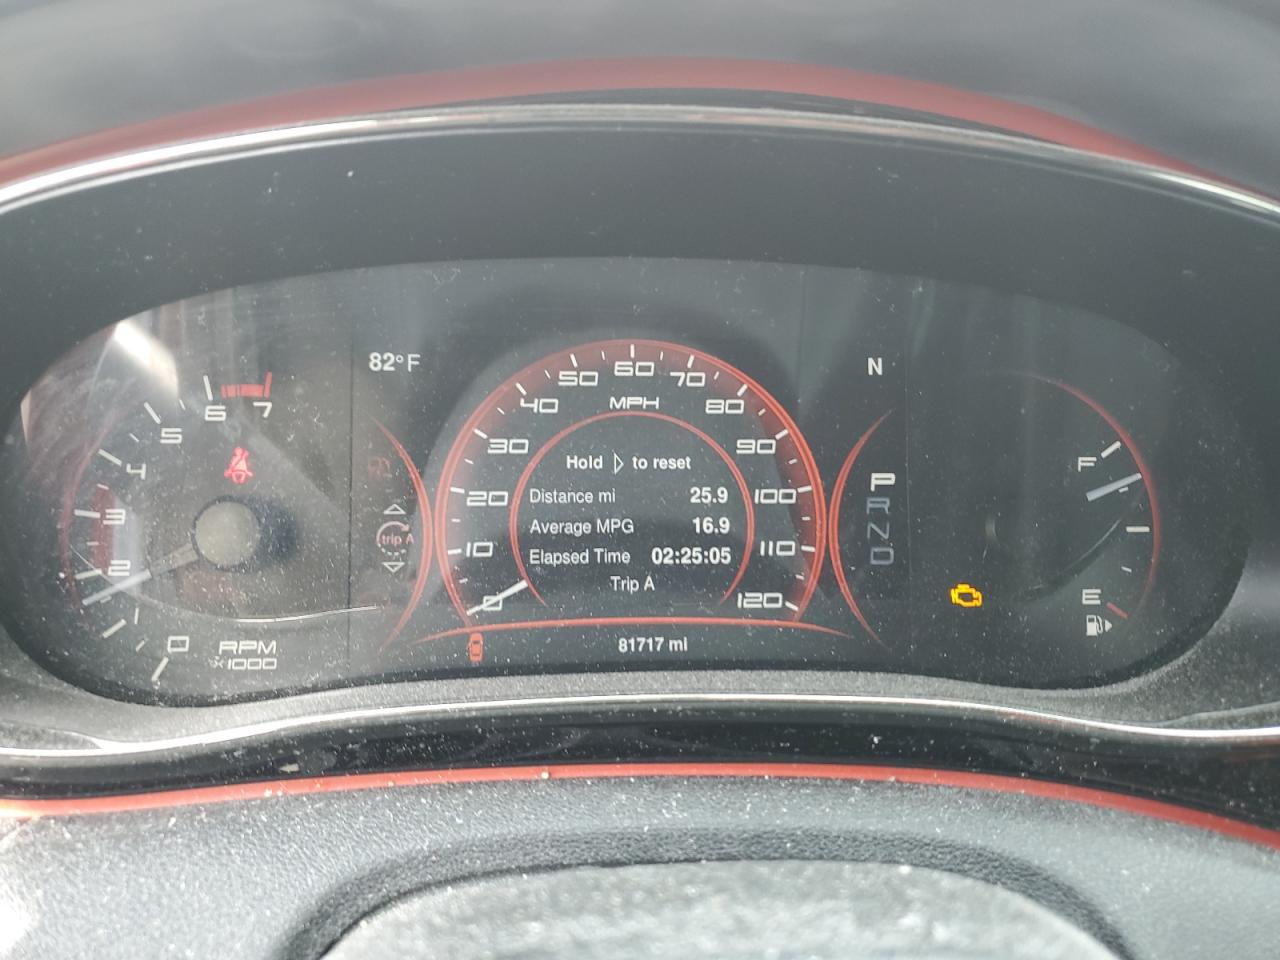 82°F
N
0
RPM
x1000
2
3
4
5
6
7
trip A
MPH
0
10
20
30
40
50
60
70
80
90
100
110
120
Hold ▷ to reset
Distance mi 25.9
Average MPG 16.9
Elapsed Time 02:25:05
Trip A
81717 mi
P
R
N
D
F
E